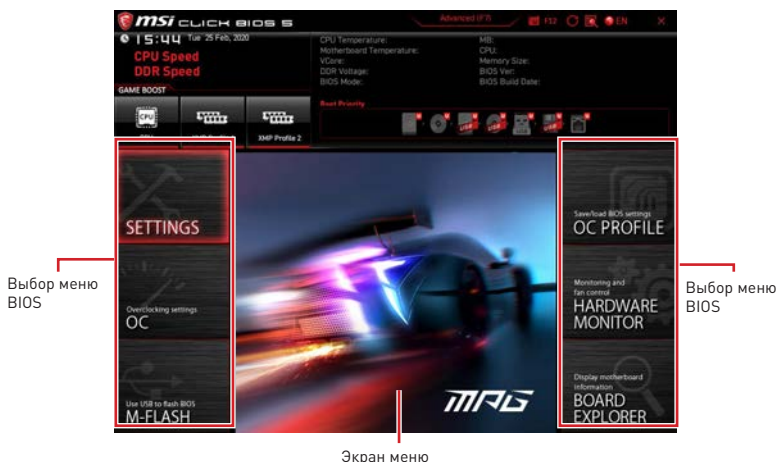 msi CLICK BIOS 5
Advanced (F7)
F12
EN
15:44 Tue 25 Feb, 2020
CPU Speed
DDR Speed
CPU Temperature:
Motherboard Temperature:
VCore:
DDR Voltage:
BIOS Mode:
MB:
CPU:
Memory Size:
BIOS Ver:
BIOS Build Date:
GAME BOOST
Boot Priority
CPU
XMP Profile 2
SETTINGS
Overclocking settings
OC
Use USB to flash BIOS
M-FLASH
Save/load BIOS settings
OC PROFILE
Monitoring and
fan control
HARDWARE
MONITOR
Display motherboard
information
BOARD
EXPLORER
MPG
Выбор меню
BIOS
Выбор меню
BIOS
Экран меню